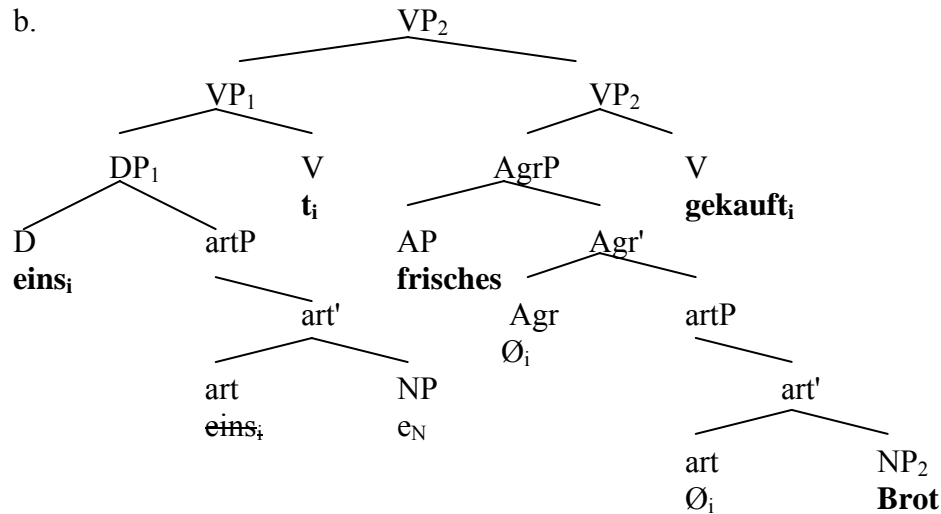 b. VP₂
VP₁ VP₂
DP₁ V AgrP V
tᵢ gekauftᵢ
D artP AP Agr'
einsᵢ frisches
art' Agr artP
Øᵢ
art NP art'
einsᵢ e_N
art NP₂
Øᵢ Brot